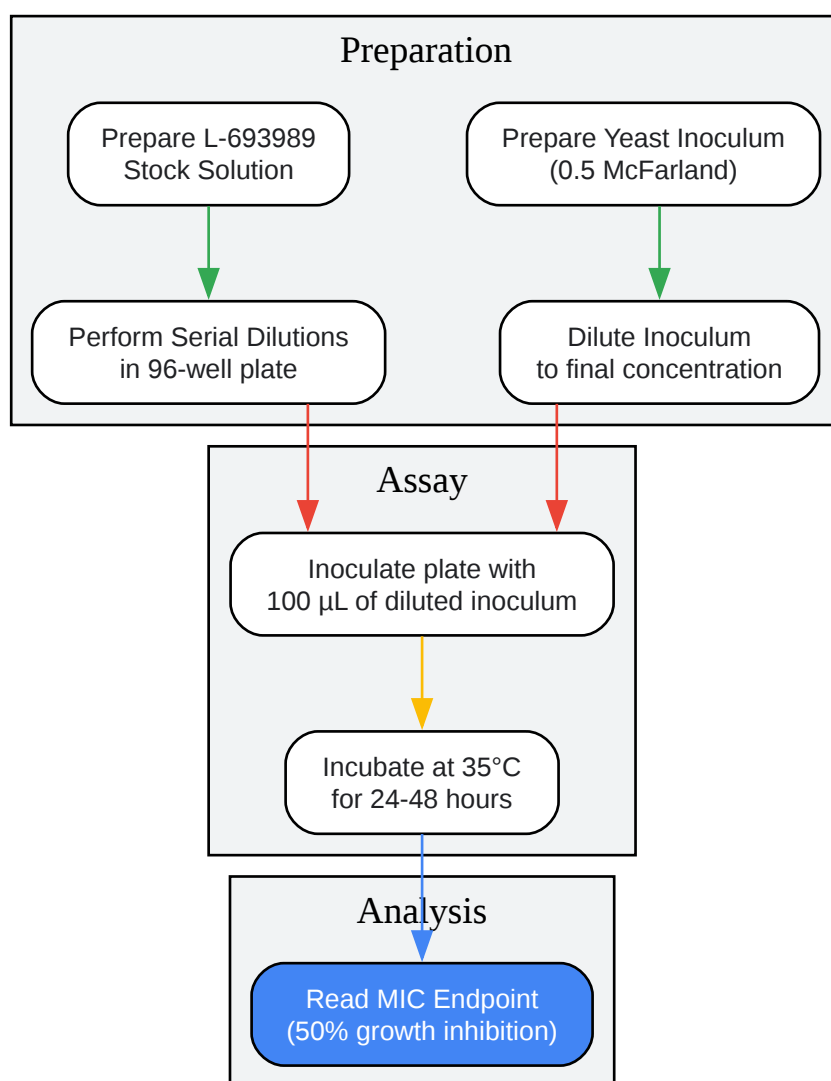 Preparation
Prepare L-693989
Stock Solution
Prepare Yeast Inoculum
(0.5 McFarland)
Perform Serial Dilutions
in 96-well plate
Dilute Inoculum
to final concentration
Assay
Inoculate plate with
100 µL of diluted inoculum
Incubate at 35°C
for 24-48 hours
Analysis
Read MIC Endpoint
(50% growth inhibition)